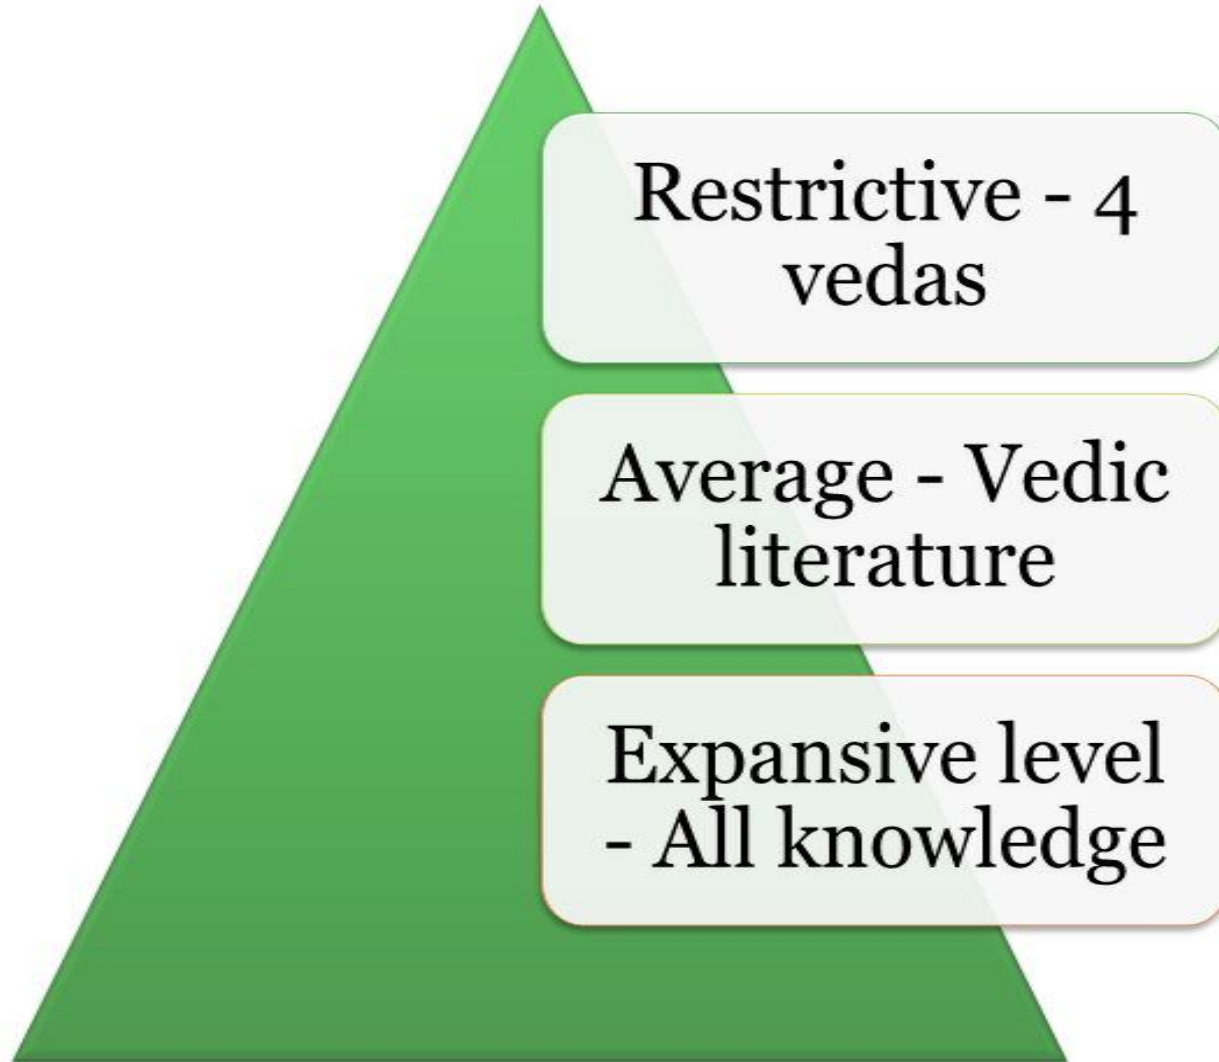 Restrictive - 4
vedas
Average - Vedic
literature
Expansive level
- All knowledge